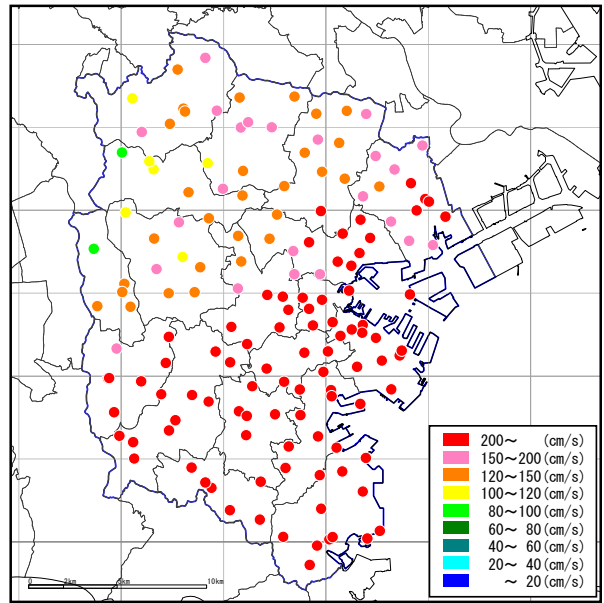 200～ (cm/s)
150～200(cm/s)
120～150(cm/s)
100～120(cm/s)
80～100(cm/s)
60～ 80(cm/s)
40～ 60(cm/s)
20～ 40(cm/s)
～ 20(cm/s)
0 2km 5km 10km